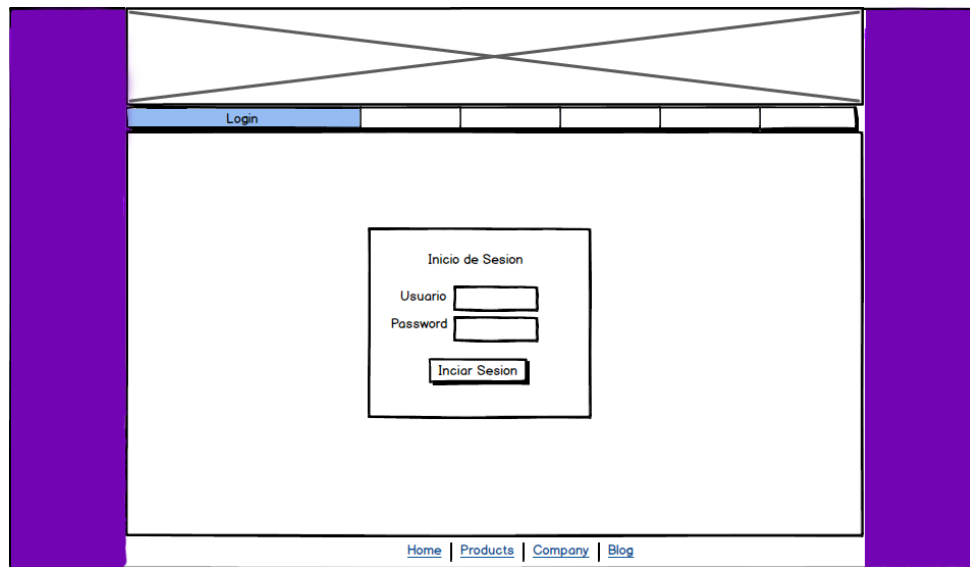 Login
Inicio de Sesion
Usuario
Password
Inciar Sesion
Home | Products | Company | Blog